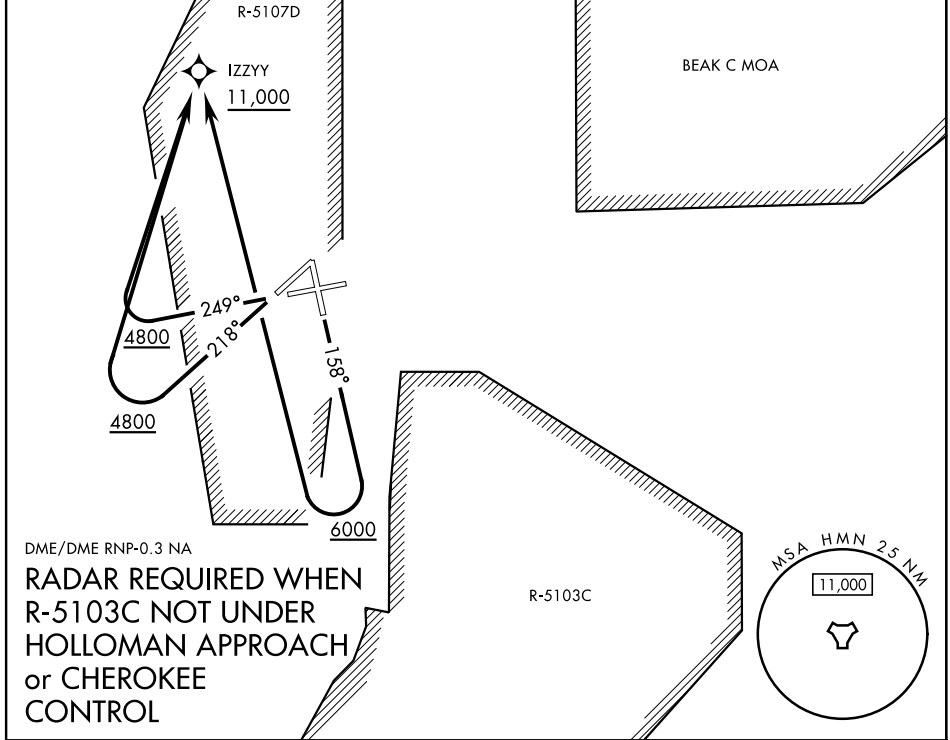 R-5107D
IZZYY
11,000
BEAK C MOA
249°
4800
218°
158°
4800
6000
DME/DME RNP-0.3 NA
RADAR REQUIRED WHEN
R-5103C NOT UNDER
HOLLOMAN APPROACH
or CHEROKEE
CONTROL
R-5103C
MSA HMN 25 NM
11,000